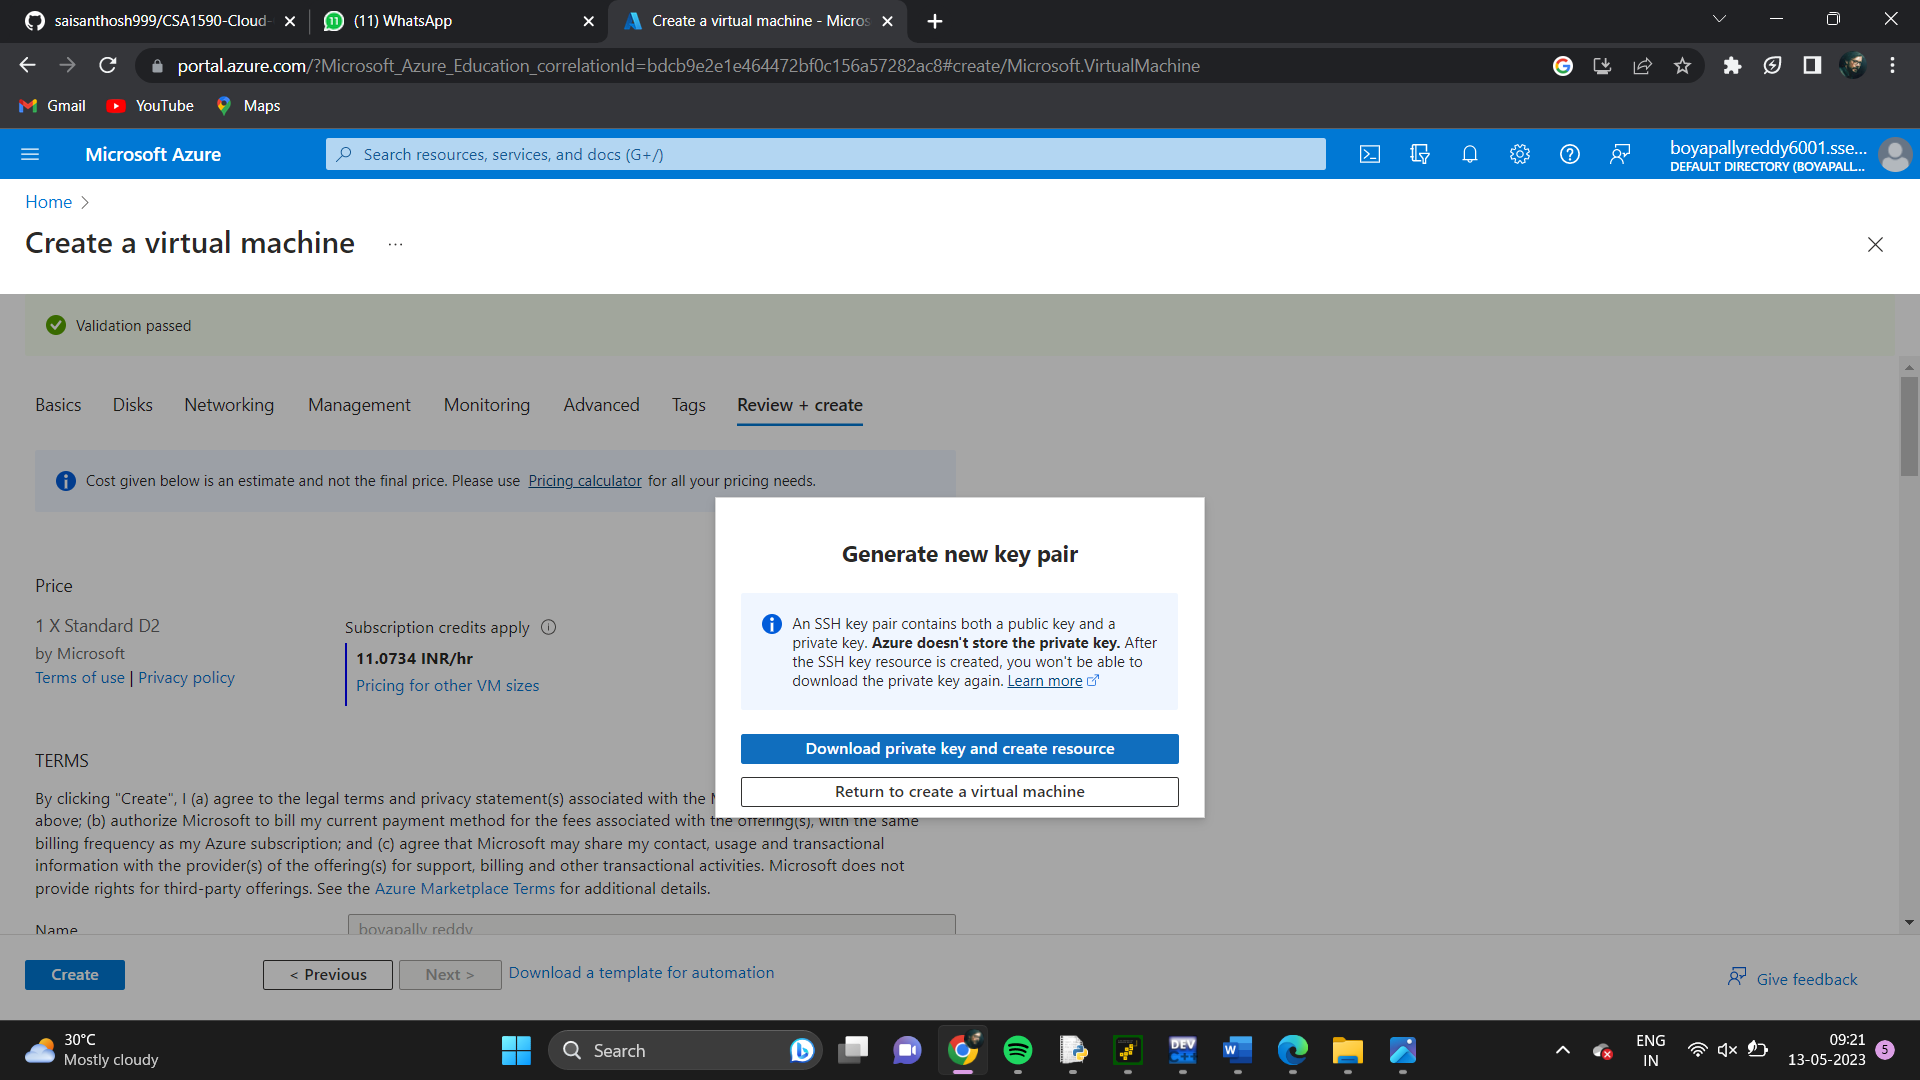 saisanthosh999/CSA1590-Cloud-
(11) WhatsApp
Create a virtual machine - Micros
portal.azure.com/?Microsoft_Azure_Education_correlationId=bdcb9e2e1e464472bf0c156a57282ac8#create/Microsoft.VirtualMachine
Gmail
YouTube
Maps
Microsoft Azure
Search resources, services, and docs (G+/)
boyapallyreddy6001.sse...
DEFAULT DIRECTORY (BOYAPALL...
Home >
Create a virtual machine ...
Validation passed
Basics Disks Networking Management Monitoring Advanced Tags Review + create
Cost given below is an estimate and not the final price. Please use Pricing calculator for all your pricing needs.
Price
1 X Standard D2
by Microsoft
Terms of use | Privacy policy
Subscription credits apply
11.0734 INR/hr
Pricing for other VM sizes
TERMS
By clicking "Create", I (a) agree to the legal terms and privacy statement(s) associated with the
above; (b) authorize Microsoft to bill my current payment method for the fees associated with the offering(s), with the same
billing frequency as my Azure subscription; and (c) agree that Microsoft may share my contact, usage and transactional
information with the provider(s) of the offering(s) for support, billing and other transactional activities. Microsoft does not
provide rights for third-party offerings. See the Azure Marketplace Terms for additional details.
Name
boyapally reddy
Generate new key pair
An SSH key pair contains both a public key and a
private key. Azure doesn't store the private key. After
the SSH key resource is created, you won't be able to
download the private key again. Learn more
Download private key and create resource
Return to create a virtual machine
Create
< Previous
Next >
Download a template for automation
Give feedback
30°C
Mostly cloudy
Search
DEV
ENG
IN
09:21
13-05-2023
5